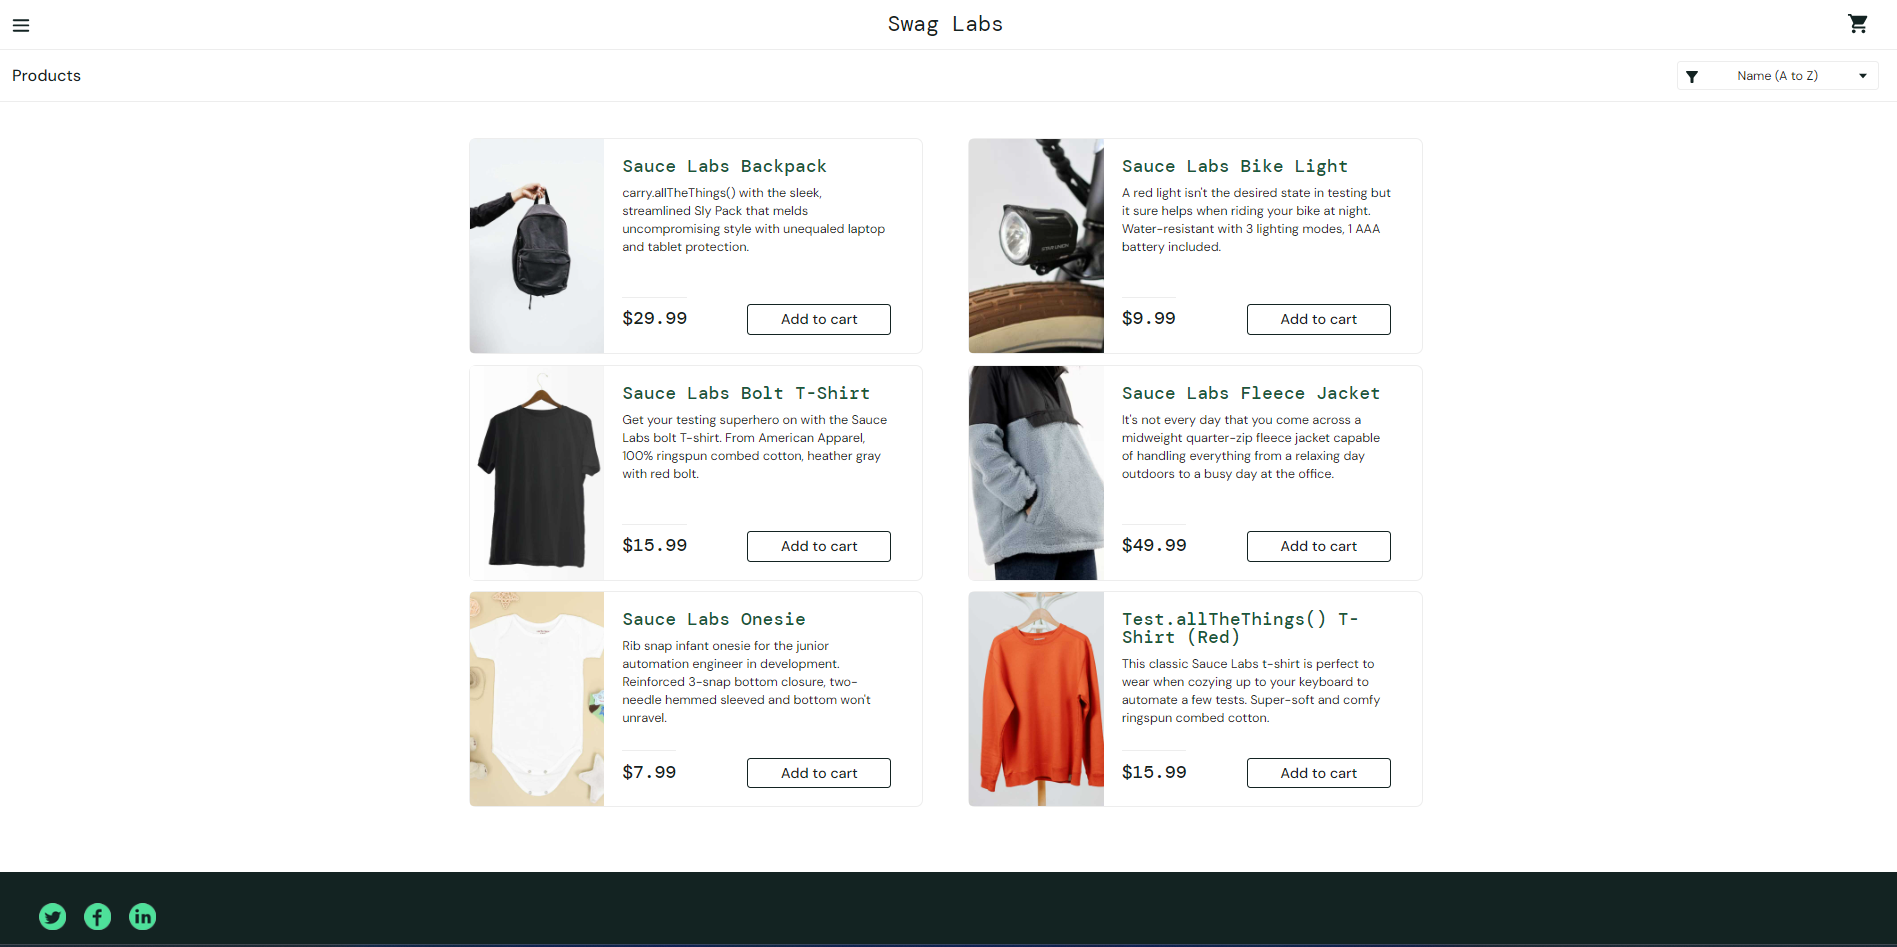 Swag Labs
Products
Name (A to Z)
Sauce Labs Backpack
carry.allTheThings() with the sleek,
streamlined Sly Pack that melds
uncompromising style with unequaled laptop
and tablet protection.
$29.99
Add to cart
Sauce Labs Bike Light
A red light isn't the desired state in testing but
it sure helps when riding your bike at night.
Water-resistant with 3 lighting modes, 1 AAA
battery included.
$9.99
Add to cart
Sauce Labs Bolt T-Shirt
Get your testing superhero on with the Sauce
Labs bolt T-shirt. From American Apparel,
100% ringspun combed cotton, heather gray
with red bolt.
$15.99
Add to cart
Sauce Labs Fleece Jacket
It's not every day that you come across a
midweight quarter-zip fleece jacket capable
of handling everything from a relaxing day
outdoors to a busy day at the office.
$49.99
Add to cart
Sauce Labs Onesie
Rib snap infant onesie for the junior
automation engineer in development.
Reinforced 3-snap bottom closure, two-
needle hemmed sleeved and bottom won't
unravel.
$7.99
Add to cart
Test.allTheThings() T-
Shirt (Red)
This classic Sauce Labs t-shirt is perfect to
wear when cozying up to your keyboard to
automate a few tests. Super-soft and comfy
ringspun combed cotton.
$15.99
Add to cart